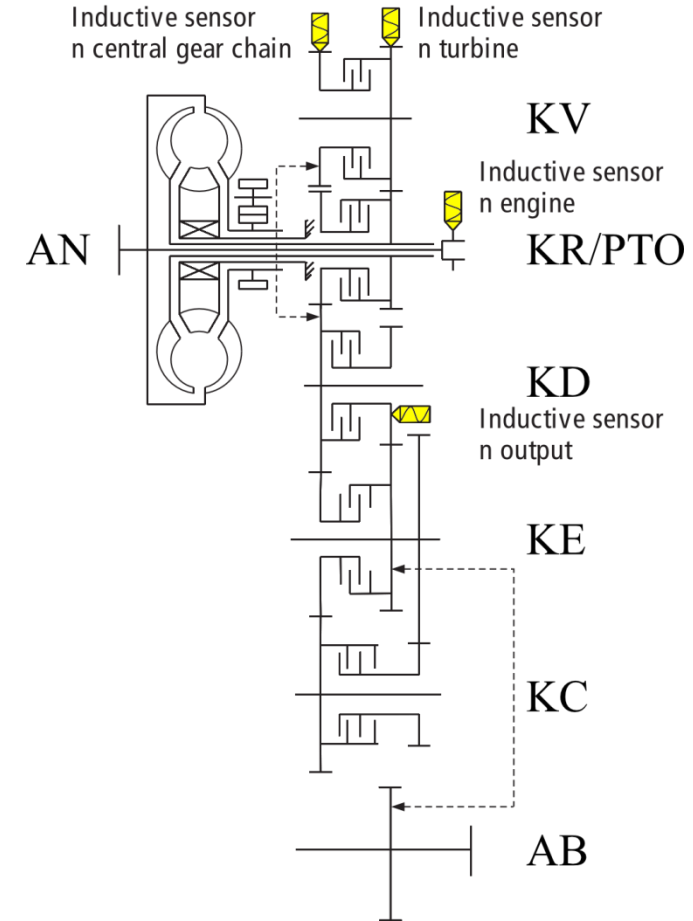 Inductive sensor
n central gear chain
Inductive sensor
n turbine
KV
Inductive sensor
n engine
AN
KR/PTO
KD
Inductive sensor
n output
KE
KC
AB